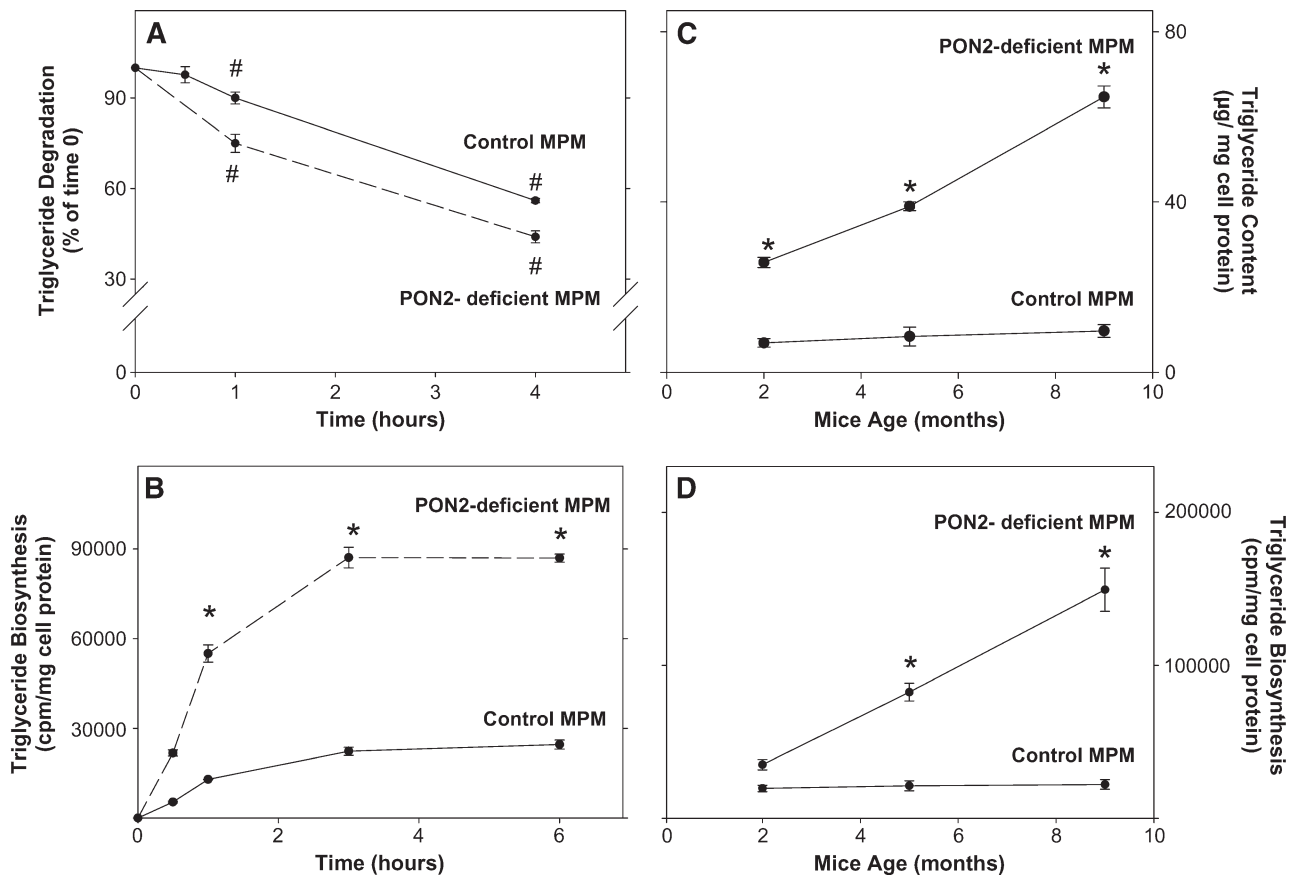 A
Triglyceride Degradation
(% of time 0)
90
60
30
0
#
#
#
#
Control MPM
PON2- deficient MPM
0
1
2
3
4
Time (hours)
C
PON2-deficient MPM
*
*
*
Control MPM
80
40
0
Triglyceride Content
(µg/ mg cell protein)
0
2
4
6
8
10
Mice Age (months)
B
Triglyceride Biosynthesis
(cpm/mg cell protein)
90000
60000
30000
PON2-deficient MPM
*
*
*
Control MPM
0
2
4
6
Time (hours)
D
PON2- deficient MPM
*
*
Control MPM
200000
100000
Triglyceride Biosynthesis
(cpm/mg cell protein)
0
2
4
6
8
10
Mice Age (months)